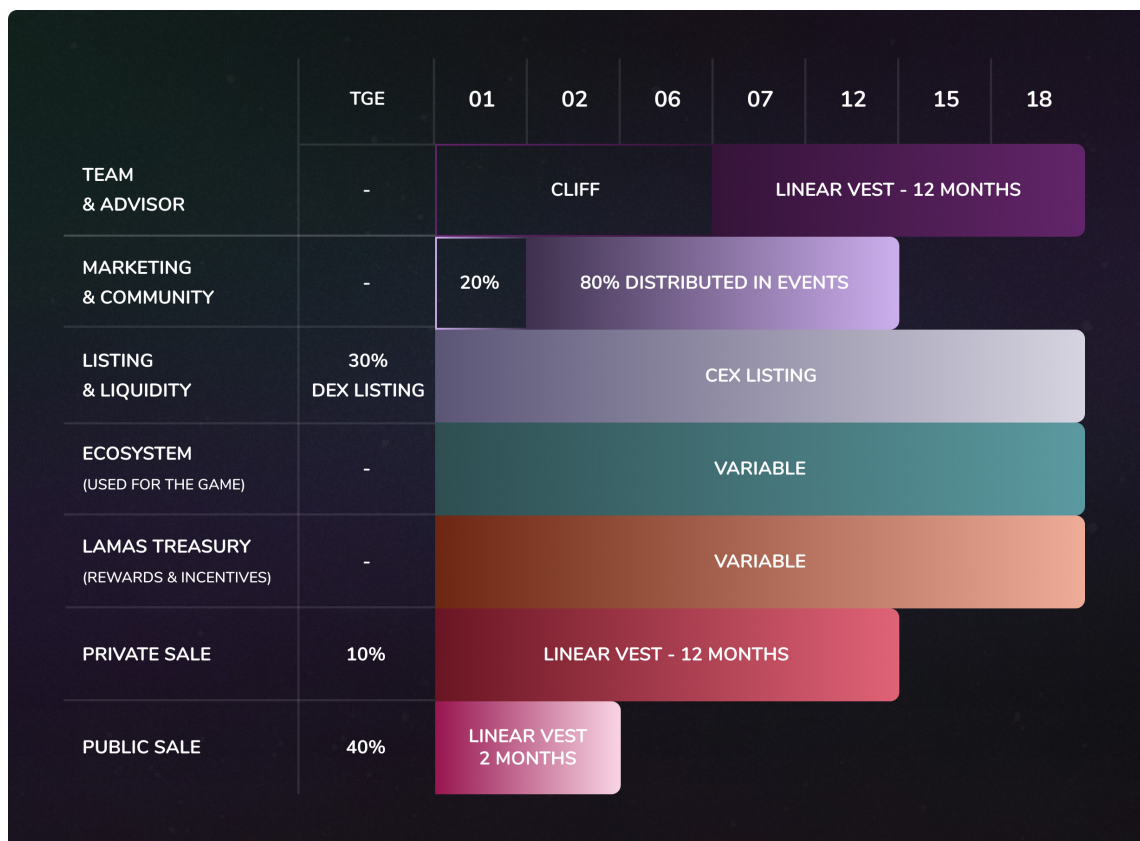 TGE 01 02 06 07 12 15 18
TEAM
& ADVISOR
-
CLIFF
LINEAR VEST - 12 MONTHS
MARKETING
& COMMUNITY
-
20%
80% DISTRIBUTED IN EVENTS
LISTING
& LIQUIDITY
30%
DEX LISTING
CEX LISTING
ECOSYSTEM
(USED FOR THE GAME)
-
VARIABLE
LAMAS TREASURY
(REWARDS & INCENTIVES)
-
VARIABLE
PRIVATE SALE
10%
LINEAR VEST - 12 MONTHS
PUBLIC SALE
40%
LINEAR VEST
2 MONTHS